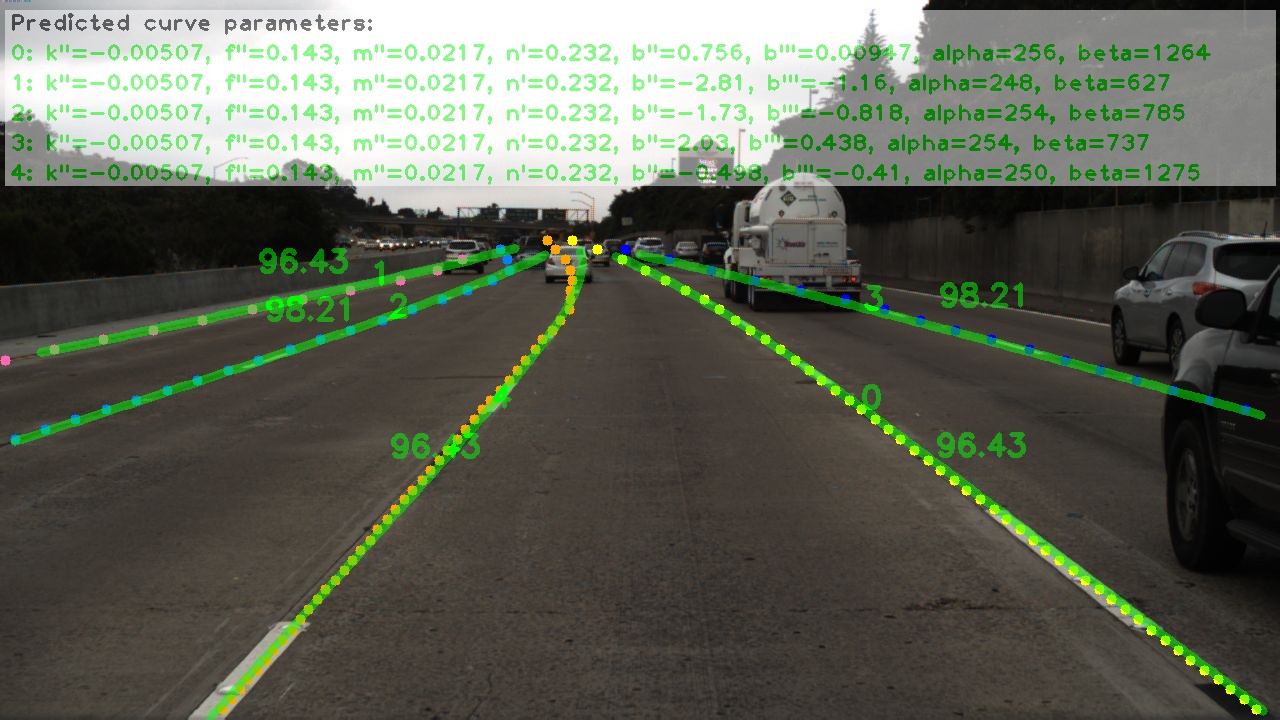 Predicted curve parameters:
0: k''=-0.00507, f''=0.143, m''=0.0217, n'=0.232, b''=0.756, b'''=0.00947, alpha=256, beta=1264
1: k''=-0.00507, f''=0.143, m''=0.0217, n'=0.232, b''=-2.81, b'''=-1.16, alpha=248, beta=627
2: k''=-0.00507, f''=0.143, m''=0.0217, n'=0.232, b''=-1.73, b'''=-0.818, alpha=254, beta=785
3: k''=-0.00507, f''=0.143, m''=0.0217, n'=0.232, b''=2.03, b'''=0.438, alpha=254, beta=737
4: k''=-0.00507, f''=0.143, m''=0.0217, n'=0.232, b''=-0.498, b'''=-0.41, alpha=250, beta=1275
96.43 1
98.21 2
3 98.21
0
4
96.43
96.43